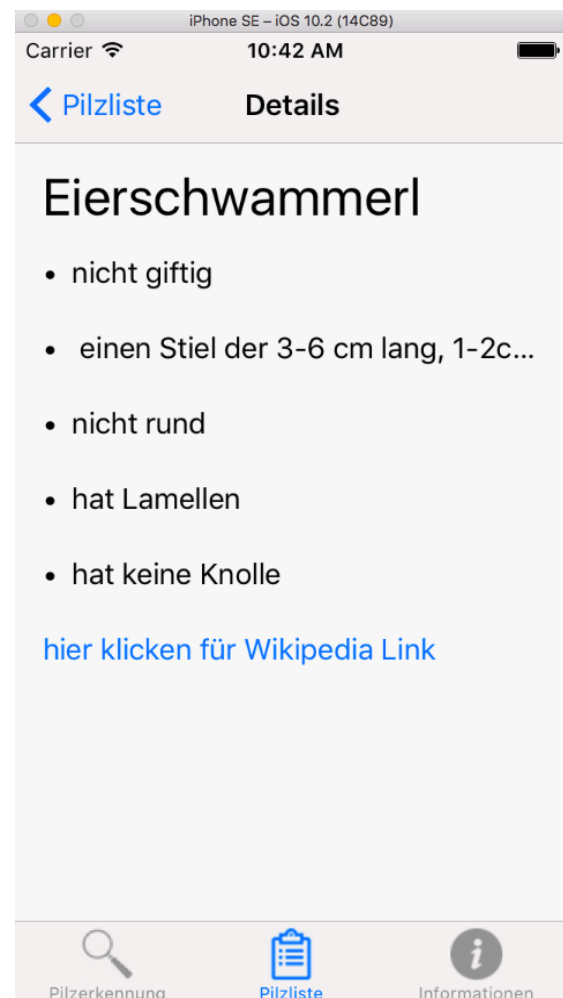 iPhone SE – iOS 10.2 (14C89)
Carrier 10:42 AM
Pilzliste Details
Eierschwammerl
• nicht giftig
• einen Stiel der 3-6 cm lang, 1-2c...
• nicht rund
• hat Lamellen
• hat keine Knolle
hier klicken für Wikipedia Link
Pilzerkennung Pilzliste Informationen